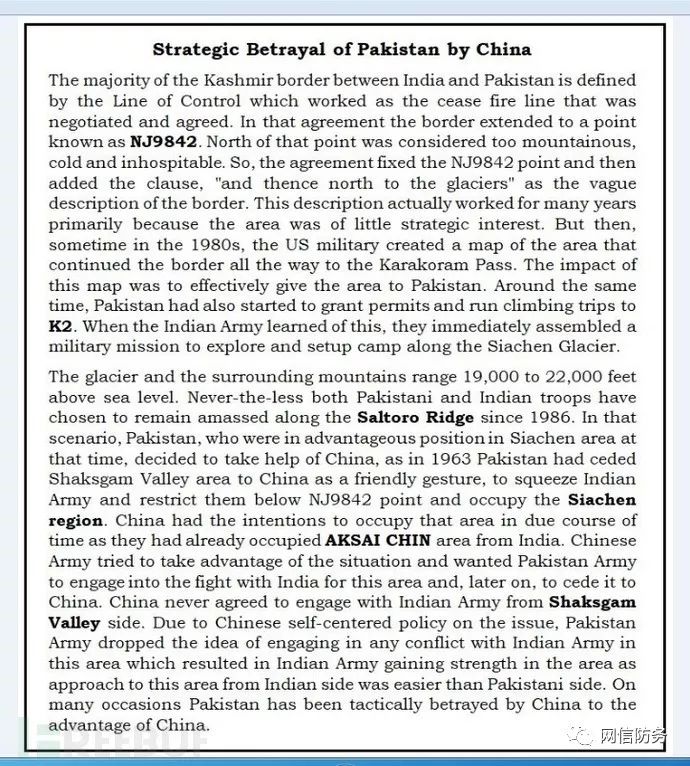 Strategic Betrayal of Pakistan by China
The majority of the Kashmir border between India and Pakistan is defined
by the Line of Control which worked as the cease fire line that was
negotiated and agreed. In that agreement the border extended to a point
known as NJ9842. North of that point was considered too mountainous,
cold and inhospitable. So, the agreement fixed the NJ9842 point and then
added the clause, "and thence north to the glaciers" as the vague
description of the border. This description actually worked for many years
primarily because the area was of little strategic interest. But then,
sometime in the 1980s, the US military created a map of the area that
continued the border all the way to the Karakoram Pass. The impact of
this map was to effectively give the area to Pakistan. Around the same
time, Pakistan had also started to grant permits and run climbing trips to
K2. When the Indian Army learned of this, they immediately assembled a
military mission to explore and setup camp along the Siachen Glacier.
The glacier and the surrounding mountains range 19,000 to 22,000 feet
above sea level. Never-the-less both Pakistani and Indian troops have
chosen to remain amassed along the Saltoro Ridge since 1986. In that
scenario, Pakistan, who were in advantageous position in Siachen area at
that time, decided to take help of China, as in 1963 Pakistan had ceded
Shaksgam Valley area to China as a friendly gesture, to squeeze Indian
Army and restrict them below NJ9842 point and occupy the Siachen
region. China had the intentions to occupy that area in due course of
time as they had already occupied AKSAI CHIN area from India. Chinese
Army tried to take advantage of the situation and wanted Pakistan Army
to engage into the fight with India for this area and, later on, to cede it to
China. China never agreed to engage with Indian Army from Shaksgam
Valley side. Due to Chinese self-centered policy on the issue, Pakistan
Army dropped the idea of engaging in any conflict with Indian Army in
this area which resulted in Indian Army gaining strength in the area as
approach to this area from Indian side was easier than Pakistani side. On
many occasions Pakistan has been tactically betrayed by China to the
advantage of China.
REEBUF
网信防务